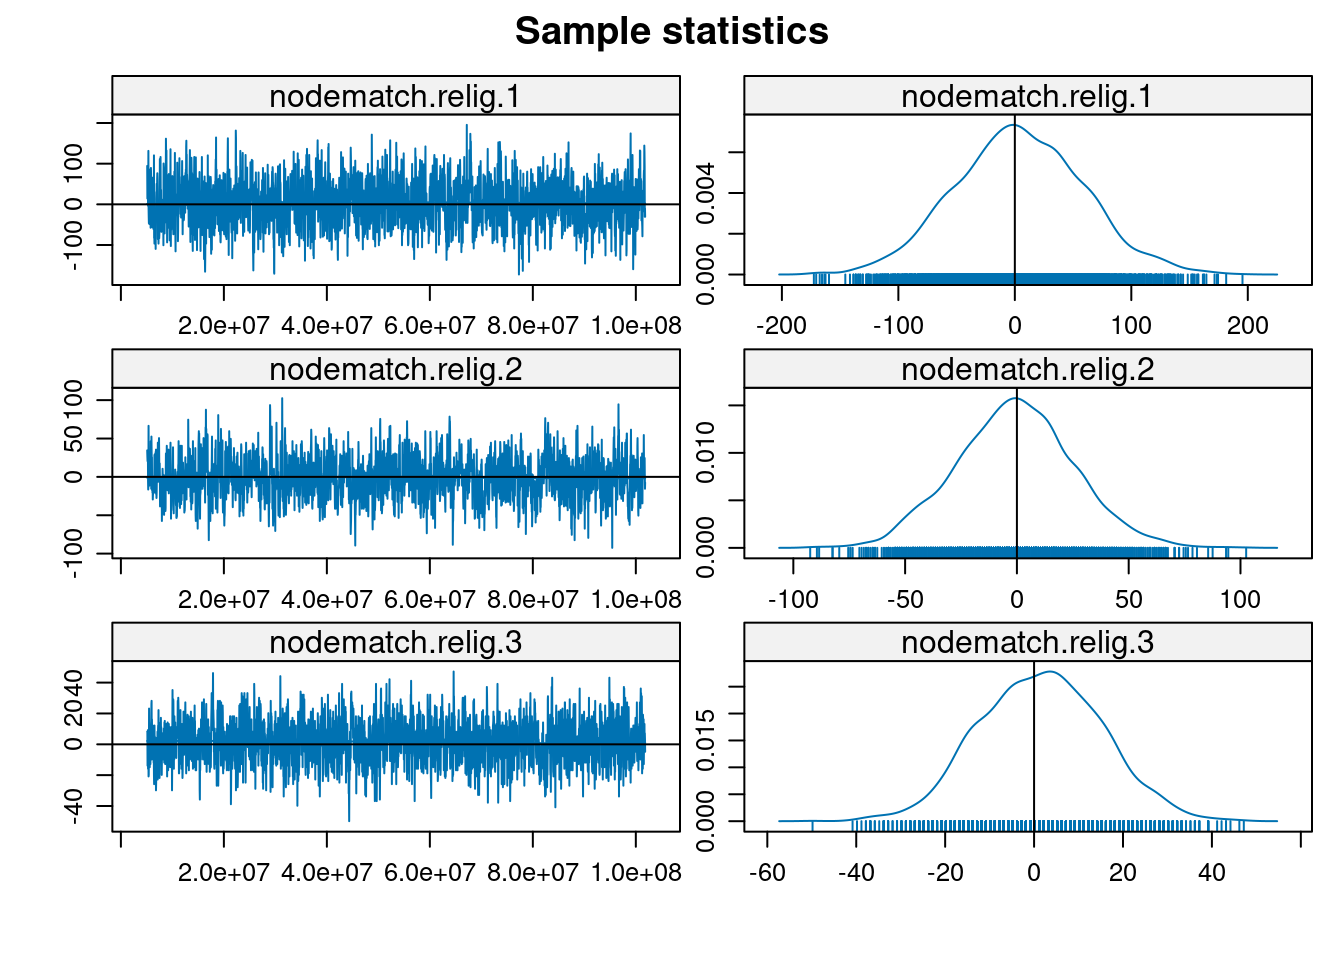 Sample statistics
nodematch.relig.1
-100 0 100
2.0e+07 4.0e+07 6.0e+07 8.0e+07 1.0e+08
nodematch.relig.1
0.000 0.004
-200 -100 0 100 200
nodematch.relig.2
-100 0 50 100
2.0e+07 4.0e+07 6.0e+07 8.0e+07 1.0e+08
nodematch.relig.2
0.000 0.010
-100 -50 0 50 100
nodematch.relig.3
-40 0 20 40
2.0e+07 4.0e+07 6.0e+07 8.0e+07 1.0e+08
nodematch.relig.3
0.000 0.015
-60 -40 -20 0 20 40